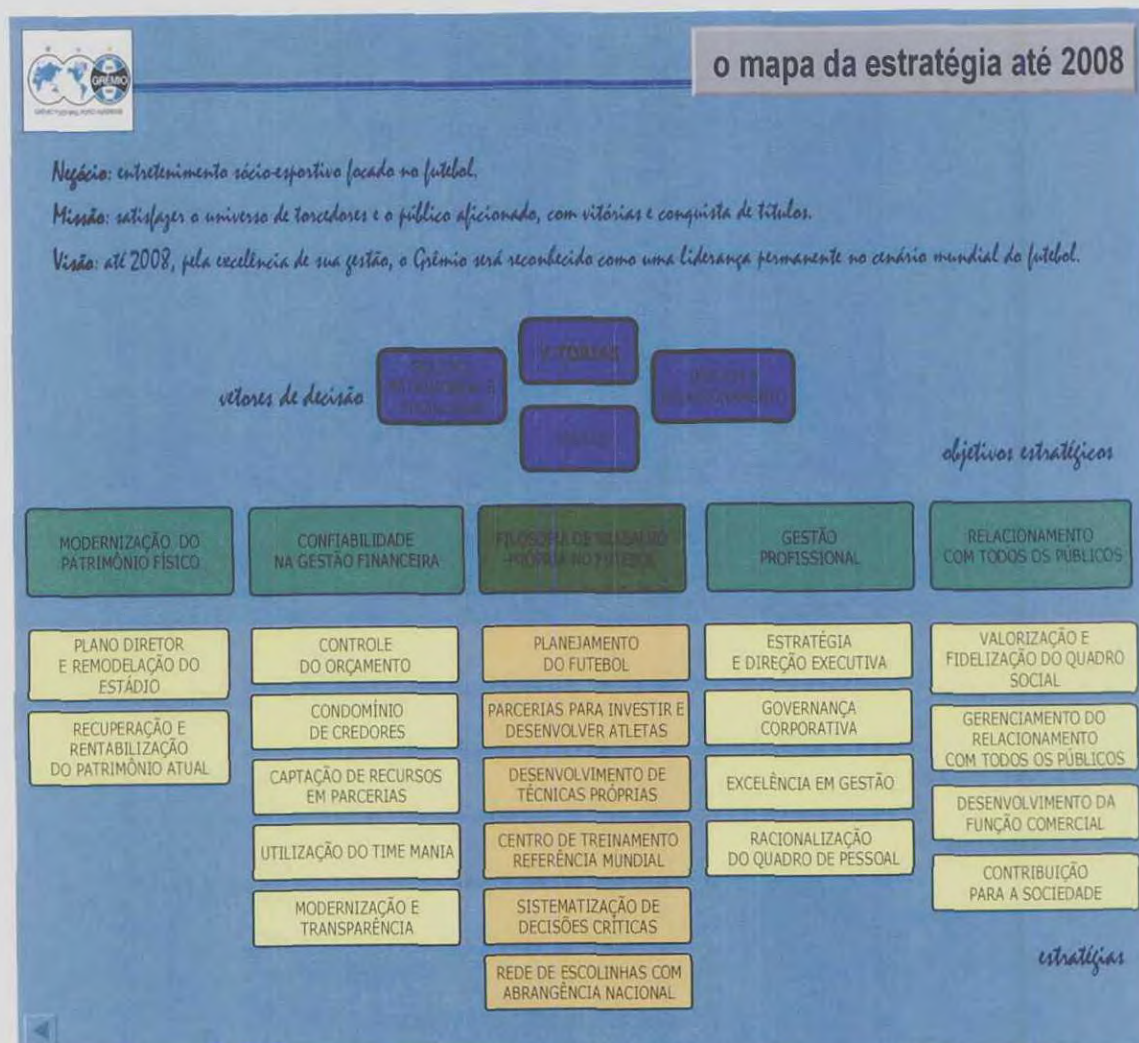 GRÊMIO
o mapa da estratégia até 2008
Negócio: entretenimento sócio-esportivo focado no futebol.
Missão: satisfazer o universo de torcedores e o público aficionado, com vitórias e conquista de títulos.
Visão: até 2008, pela excelência de sua gestão, o Grêmio será reconhecido como uma liderança permanente no cenário mundial do futebol.
vetores de decisão
VITÓRIAS
objetivos estratégicos
MODERNIZAÇÃO DO
PATRIMÔNIO FÍSICO
CONFIABILIDADE
NA GESTÃO FINANCEIRA
FILOSOFIA DE TRABALHO
PRÓPRIA NO FUTEBOL
GESTÃO
PROFISSIONAL
RELACIONAMENTO
COM TODOS OS PÚBLICOS
PLANO DIRETOR
E REMODELAÇÃO DO
ESTÁDIO
RECUPERAÇÃO E
RENTABILIZAÇÃO
DO PATRIMÔNIO ATUAL
CONTROLE
DO ORÇAMENTO
CONDOMÍNIO
DE CREDORES
CAPTAÇÃO DE RECURSOS
EM PARCERIAS
UTILIZAÇÃO DO TIME MANIA
MODERNIZAÇÃO E
TRANSPARÊNCIA
PLANEJAMENTO
DO FUTEBOL
PARCERIAS PARA INVESTIR E
DESENVOLVER ATLETAS
DESENVOLVIMENTO DE
TÉCNICAS PRÓPRIAS
CENTRO DE TREINAMENTO
REFERÊNCIA MUNDIAL
SISTEMATIZAÇÃO DE
DECISÕES CRÍTICAS
REDE DE ESCOLINHAS COM
ABRANGÊNCIA NACIONAL
ESTRATÉGIA
E DIREÇÃO EXECUTIVA
GOVERNANÇA
CORPORATIVA
EXCELÊNCIA EM GESTÃO
RACIONALIZAÇÃO
DO QUADRO DE PESSOAL
VALORIZAÇÃO E
FIDELIZAÇÃO DO QUADRO
SOCIAL
GERENCIAMENTO DO
RELACIONAMENTO
COM TODOS OS PÚBLICOS
DESENVOLVIMENTO DA
FUNÇÃO COMERCIAL
CONTRIBUIÇÃO
PARA A SOCIEDADE
estratégias